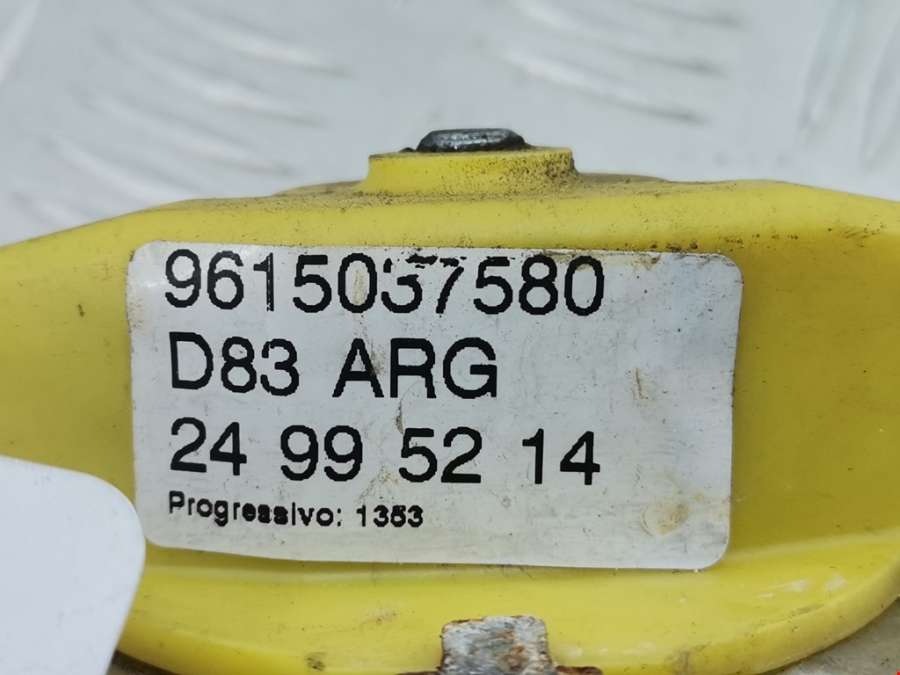 9615037580
D83 ARG
24 99 52 14
Progressivo: 1353